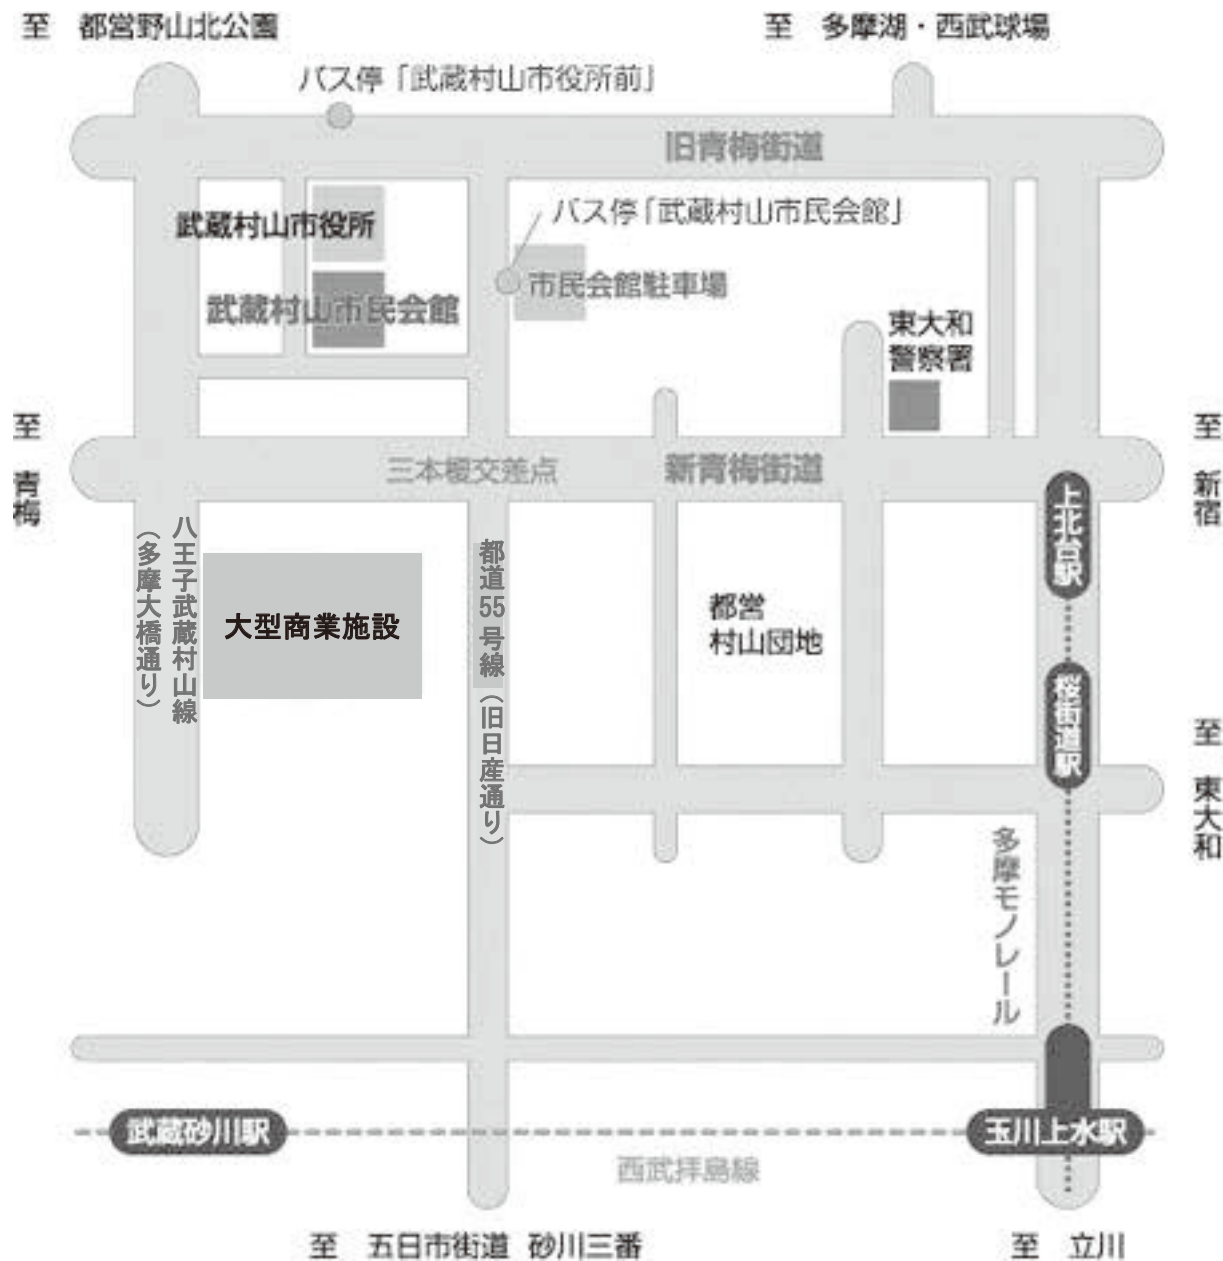 至　都営野山北公園
至　多摩湖・西武球場
バス停「武蔵村山市役所前」
旧青梅街道
武蔵村山市役所
バス停「武蔵村山市民会館」
市民会館駐車場
武蔵村山市民会館
東大和
警察署
至　青梅
三本榎交差点
新青梅街道
至　新宿
上北台駅
八王子武蔵村山線
（多摩大橋通り）
大型商業施設
都道55号線（旧日産通り）
都営
村山団地
桜街道駅
至　東大和
多摩モノレール
武蔵砂川駅
玉川上水駅
西武拝島線
至　五日市街道 砂川三番
至　立川